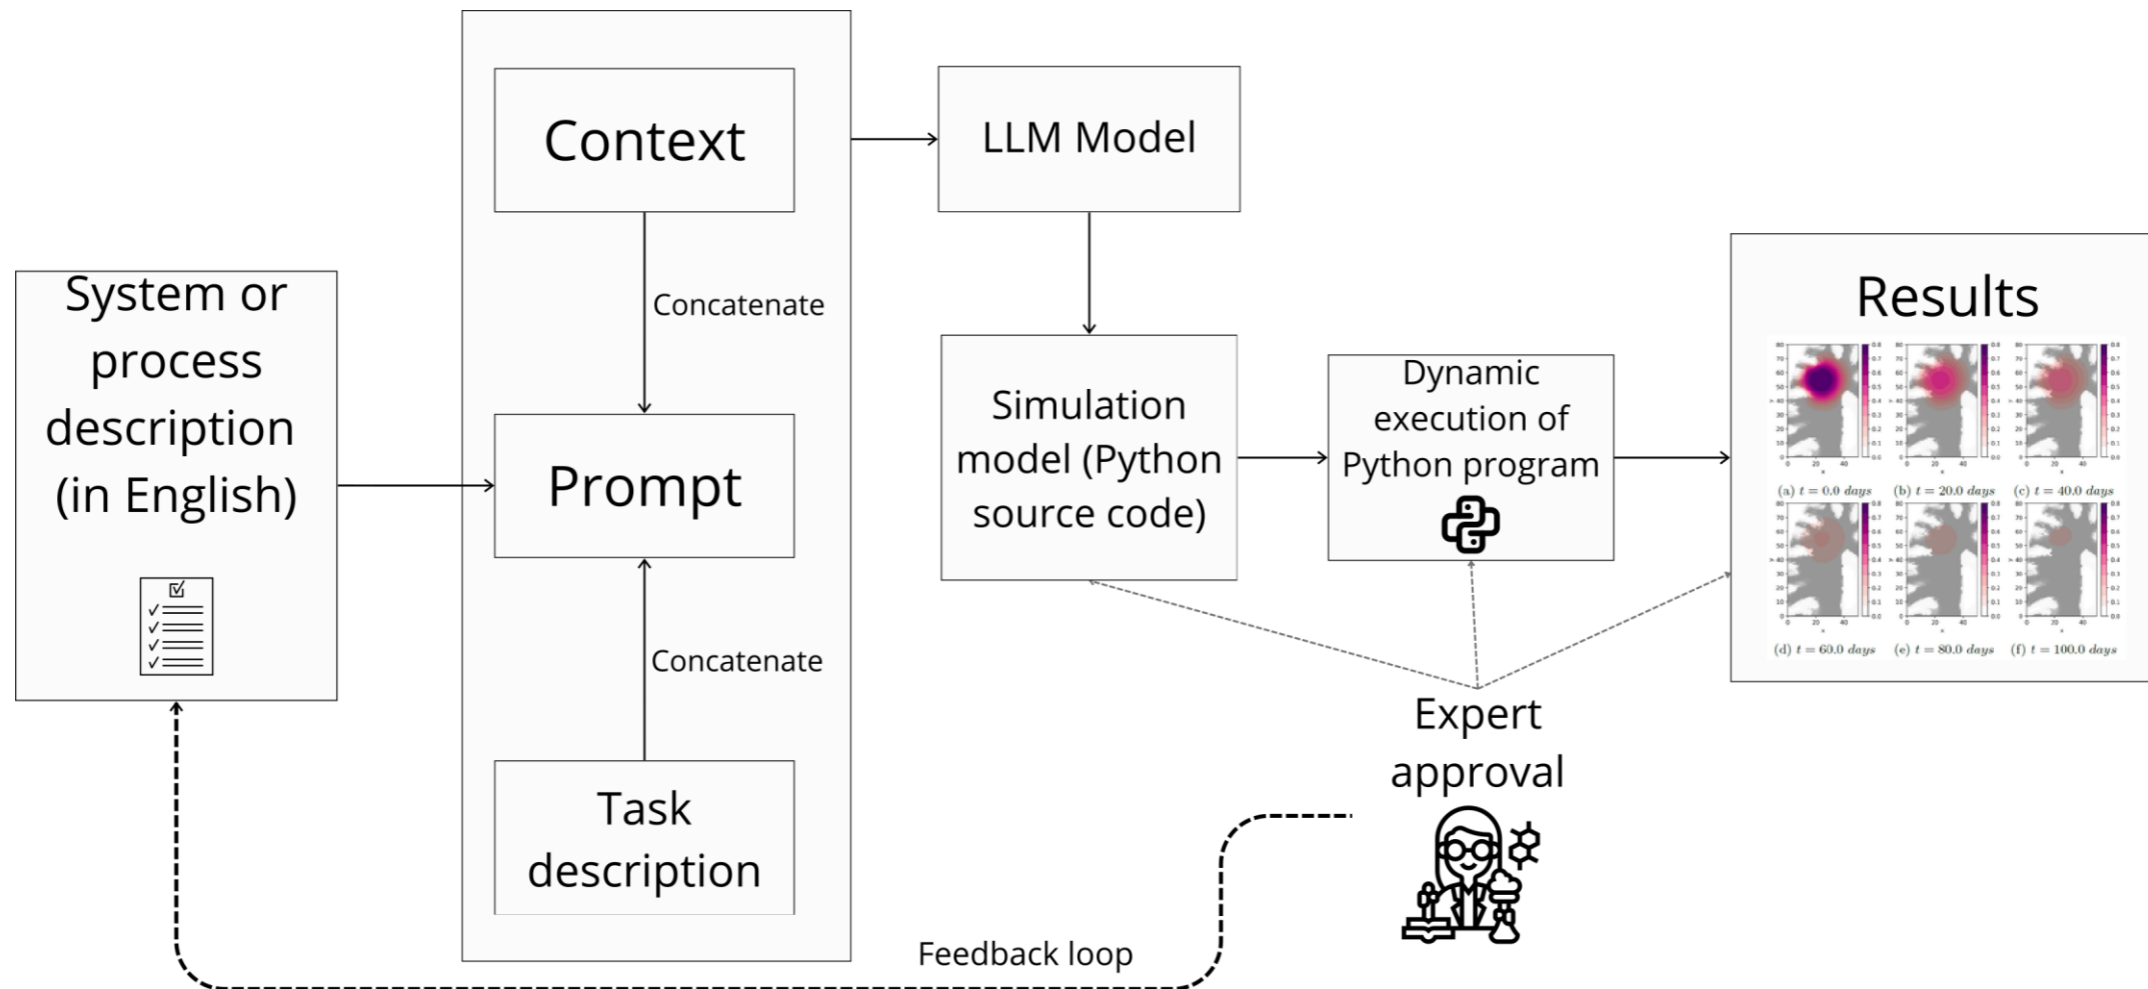 System or
process
description
(in English)
Context
Concatenate
Prompt
Concatenate
Task
description
LLM Model
Simulation
model (Python
source code)
Dynamic
execution of
Python program
Results
(a) t = 0.0 days
(b) t = 20.0 days
(c) t = 40.0 days
(d) t = 60.0 days
(e) t = 80.0 days
(f) t = 100.0 days
Expert
approval
Feedback loop